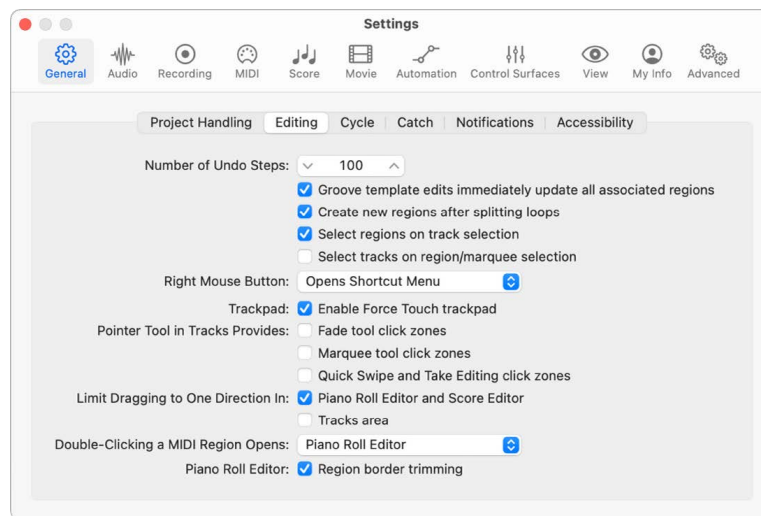 Settings
General Audio Recording MIDI Score Movie Automation Control Surfaces View My Info Advanced
Project Handling Editing Cycle Catch Notifications Accessibility
Number of Undo Steps: 100
Groove template edits immediately update all associated regions
Create new regions after splitting loops
Select regions on track selection
Select tracks on region/marquee selection
Right Mouse Button: Opens Shortcut Menu
Trackpad: Enable Force Touch trackpad
Pointer Tool in Tracks Provides: Fade tool click zones
Marquee tool click zones
Quick Swipe and Take Editing click zones
Limit Dragging to One Direction In: Piano Roll Editor and Score Editor
Tracks area
Double-Clicking a MIDI Region Opens: Piano Roll Editor
Piano Roll Editor: Region border trimming